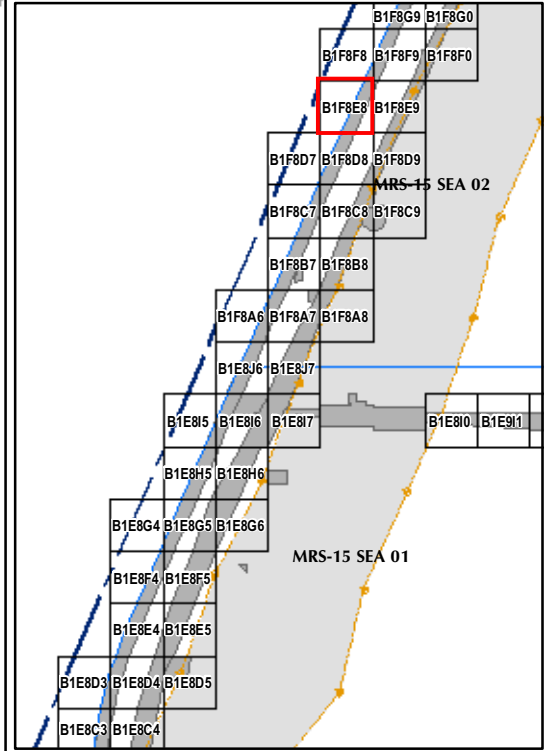 B1F8G9 B1F8G0
B1F8F8 B1F8F9 B1F8F0
B1F8E8 B1F8E9
B1F8D7 B1F8D8 B1F8D9
MRS-15 SEA 02
B1F8C7 B1F8C8 B1F8C9
B1F8B7 B1F8B8
B1F8A6 B1F8A7 B1F8A8
B1E8J6 B1E8J7
B1E8I5 B1E8I6 B1E8I7 B1E8I0 B1E9I1
B1E8H5 B1E8H6
B1E8G4 B1E8G5 B1E8G6
MRS-15 SEA 01
B1E8F4 B1E8F5
B1E8E4 B1E8E5
B1E8D3 B1E8D4 B1E8D5
B1E8C3 B1E8C4